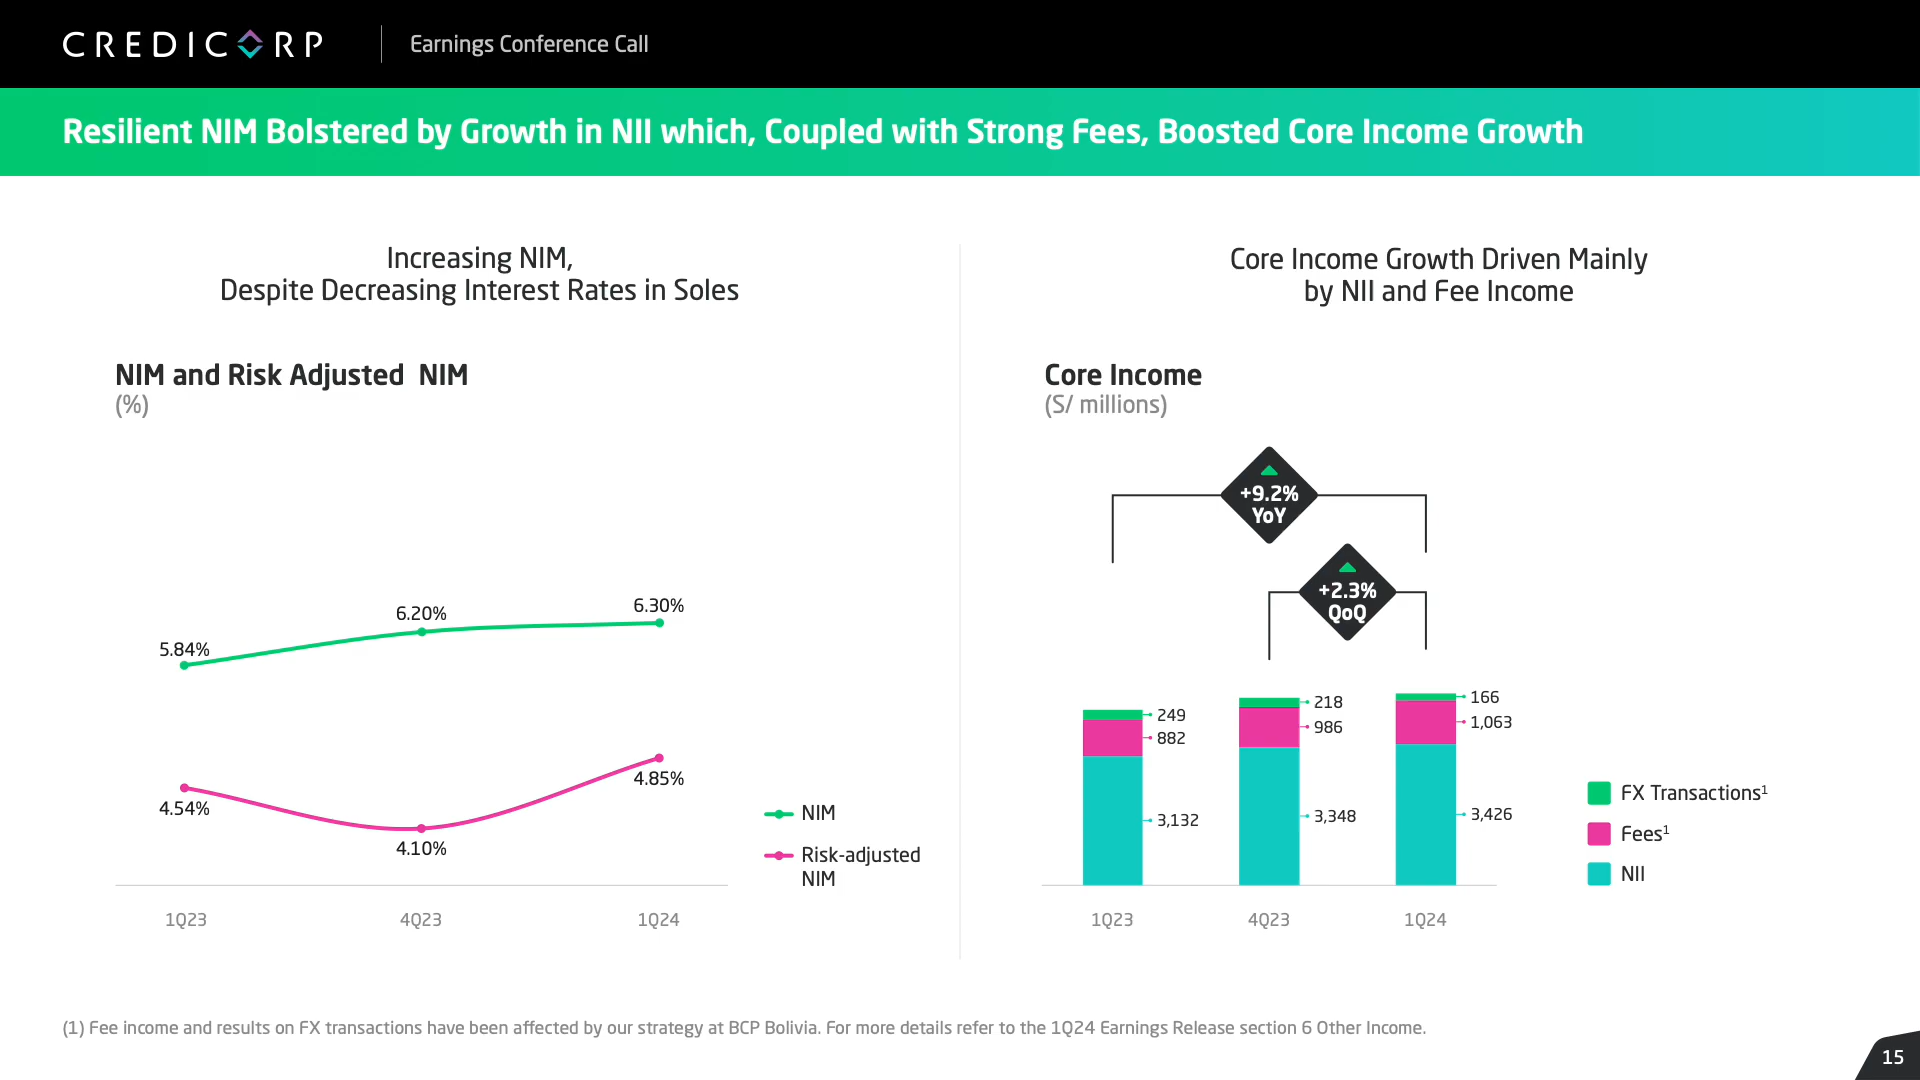 CREDICORP
Earnings Conference Call
Resilient NIM Bolstered by Growth in NII which, Coupled with Strong Fees, Boosted Core Income Growth
Increasing NIM,
Despite Decreasing Interest Rates in Soles
NIM and Risk Adjusted NIM
(%)
5.84%
6.20%
6.30%
4.54%
4.10%
4.85%
NIM
Risk-adjusted
NIM
1Q23
4Q23
1Q24
Core Income Growth Driven Mainly
by NII and Fee Income
Core Income
(S/ millions)
+9.2%
YoY
+2.3%
QoQ
249
882
3,132
218
986
3,348
166
1,063
3,426
FX Transactions¹
Fees¹
NII
1Q23
4Q23
1Q24
(1) Fee income and results on FX transactions have been affected by our strategy at BCP Bolivia. For more details refer to the 1Q24 Earnings Release section 6 Other Income.
15